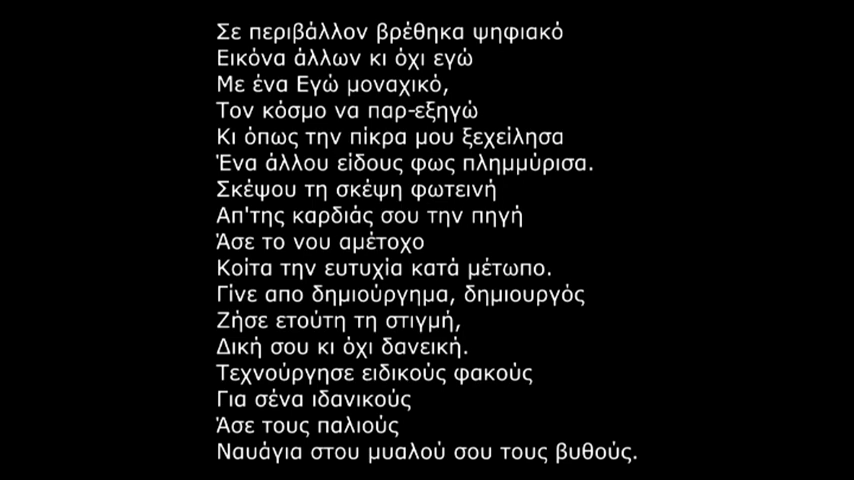 Σε περιβάλλον βρέθηκα ψηφιακό
Εικόνα άλλων κι όχι εγώ
Με ένα Εγώ μοναχικό,
Τον κόσμο να παρ-εξηγώ
Κι όπως την πίκρα μου ξεχείλησα
Ένα άλλου είδους φως πλημμύρισα.
Σκέψου τη σκέψη φωτεινή
Απ'της καρδιάς σου την πηγή
Άσε το νου αμέτοχο
Κοίτα την ευτυχία κατά μέτωπο.
Γίνε απο δημιούργημα, δημιουργός
Ζήσε ετούτη τη στιγμή,
Δική σου κι όχι δανεική.
Τεχνούργησε ειδικούς φακούς
Για σένα ιδανικούς
Άσε τους παλιούς
Ναυάγια στου μυαλού σου τους βυθούς.